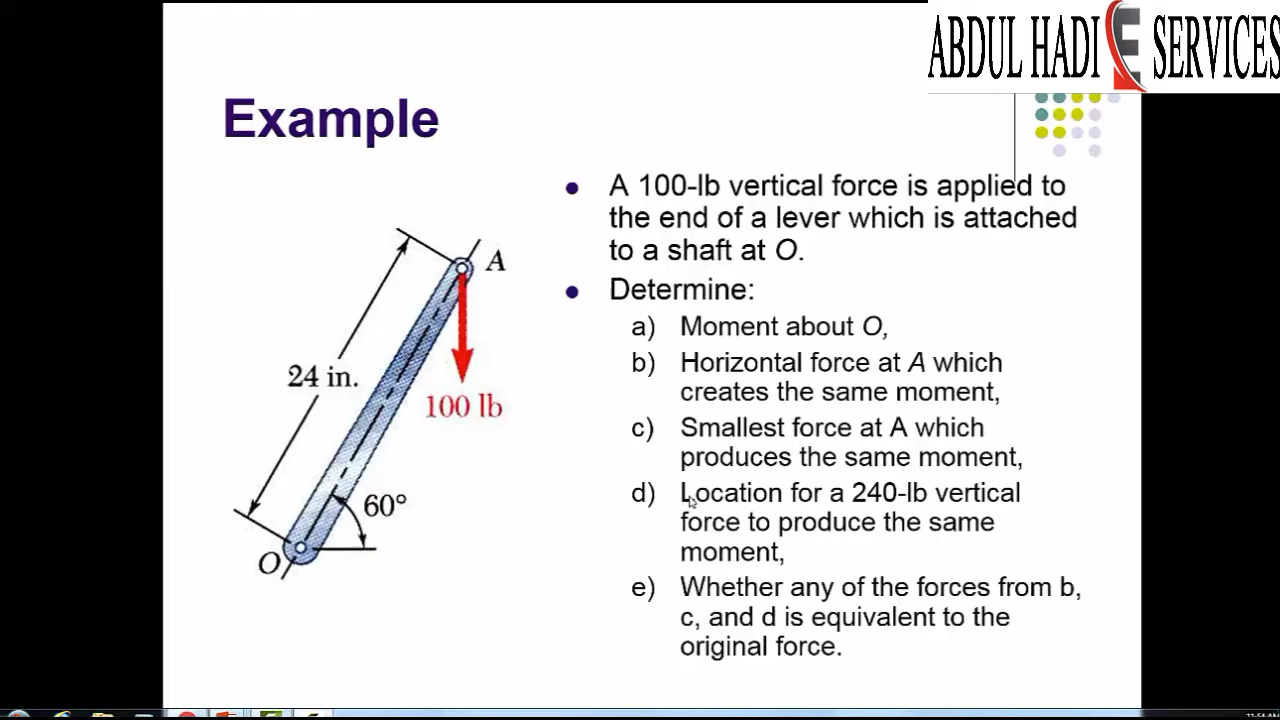 ABDUL HADI E SERVICES
Example
• A 100-lb vertical force is applied to
the end of a lever which is attached
to a shaft at O.
• Determine:
a) Moment about O,
b) Horizontal force at A which
creates the same moment,
c) Smallest force at A which
produces the same moment,
d) Location for a 240-lb vertical
force to produce the same
moment,
e) Whether any of the forces from b,
c, and d is equivalent to the
original force.
A
24 in.
100 lb
60°
O